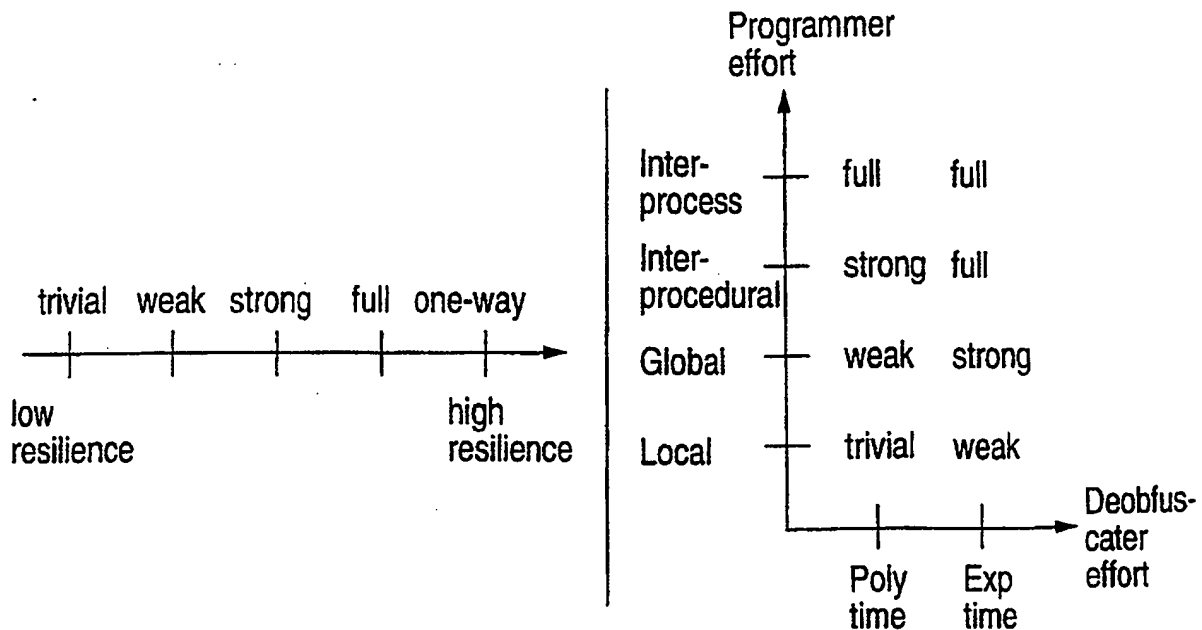 trivial weak strong full one-way
low
resilience
high
resilience
Programmer
effort
Inter-
process
full full
Inter-
procedural
strong full
Global
weak strong
Local
trivial weak
Deobfus-
cater
effort
Poly
time
Exp
time